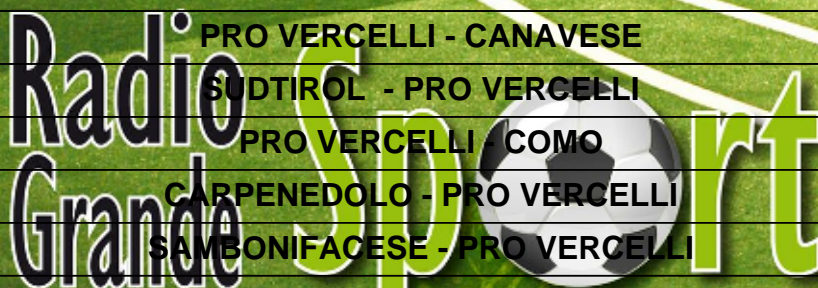 Radio
Grande
Sport
PRO VERCELLI - CANAVESE
SUDTIROL - PRO VERCELLI
PRO VERCELLI - COMO
CARPENEDOLO - PRO VERCELLI
SAMBONIFACESE - PRO VERCELLI